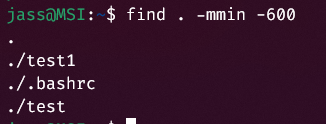 jass@MSI:~$ find . -mmin -600
.
./test1
./.bashrc
./test